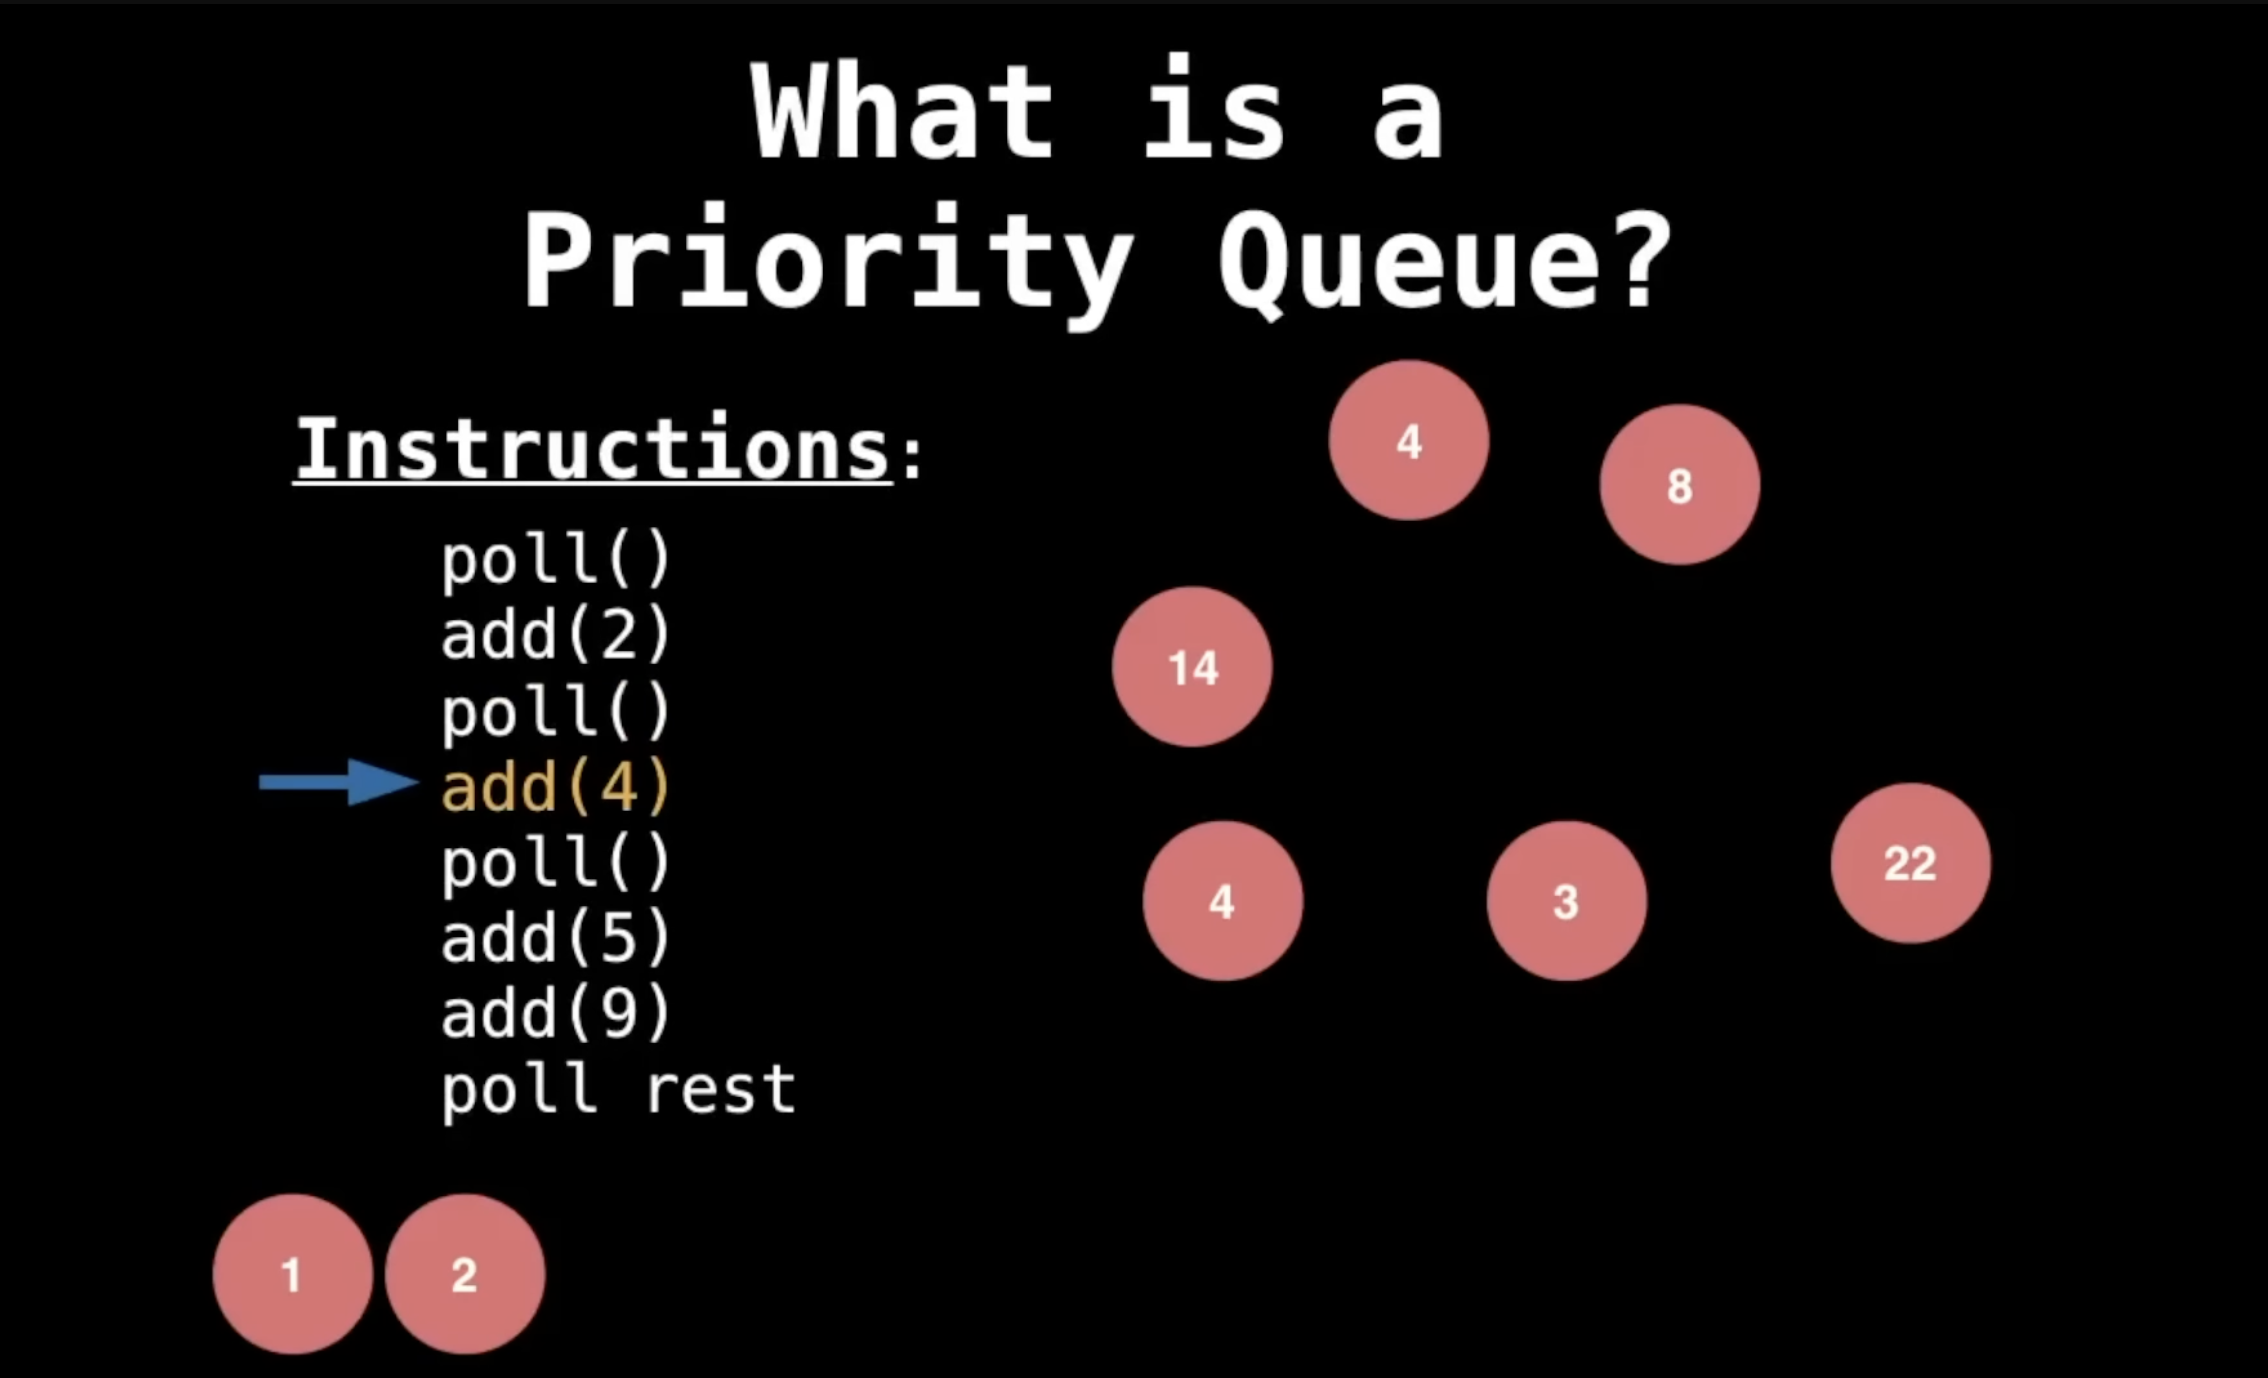 What is a
Priority Queue?
Instructions:
poll()
add(2)
poll()
add(4)
poll()
add(5)
add(9)
poll rest
4
8
14
4
3
22
1
2